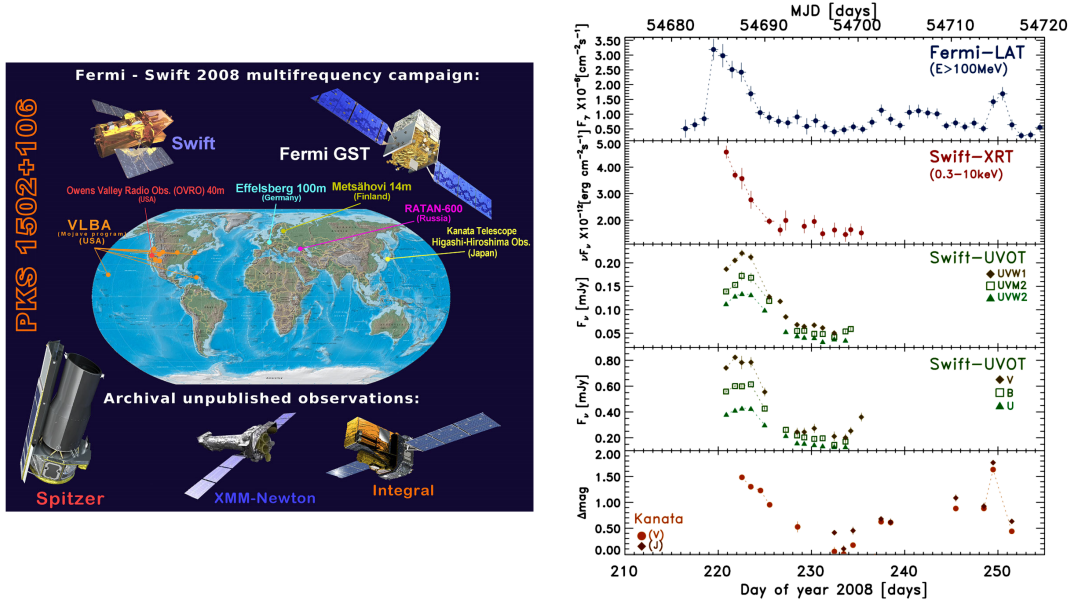 Fermi - Swift 2008 multifrequency campaign:
PKS 1502+106
Swift
Fermi GST
Owens Valley Radio Obs. (OVRO) 40m
(USA)
Effelsberg 100m
(Germany)
Metsähovi 14m
(Finland)
VLBA
(Mojave program)
(USA)
RATAN-600
(Russia)
Kanata Telescope
Higashi-Hiroshima Obs.
(Japan)
Archival unpublished observations:
Spitzer
XMM-Newton
Integral
MJD [days]
54680 54690 54700 54710 54720
Fermi-LAT
(E>100MeV)
F, X10⁻⁶[cm⁻²s⁻¹]
3.50
3.00
2.50
2.00
1.50
1.00
0.50
Swift-XRT
(0.3-10keV)
νFν X10⁻¹²[erg cm⁻²s⁻¹]
5.00
4.00
3.00
2.00
Swift-UVOT
UVW1
UVM2
UVW2
Fν [mJy]
0.20
0.15
0.10
0.05
Swift-UVOT
V
B
U
Fν [mJy]
0.80
0.60
0.40
0.20
Δmag
2.00
1.50
1.00
0.50
0.00
Kanata
(V)
(J)
210 220 230 240 250
Day of year 2008 [days]